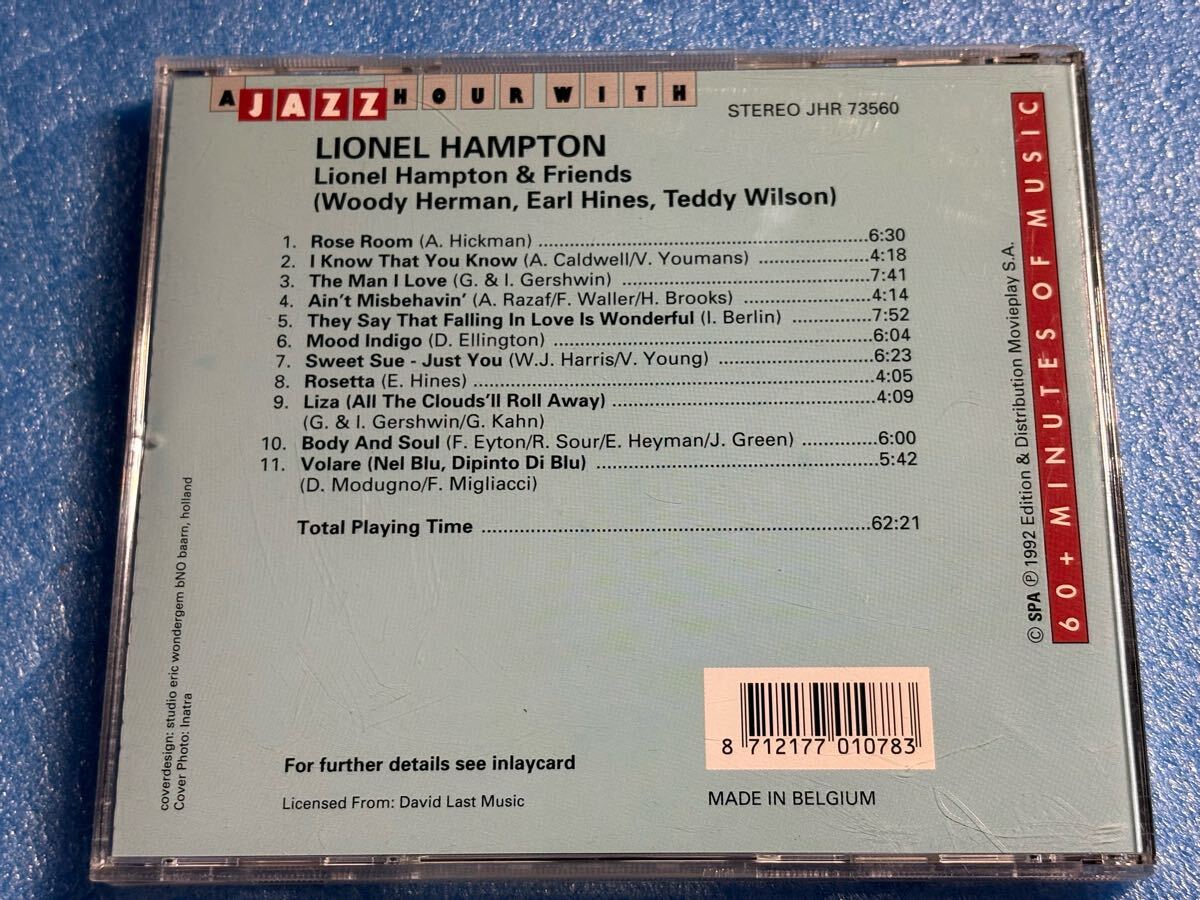 A JAZZ HOUR WITH
STEREO JHR 73560
LIONEL HAMPTON
Lionel Hampton & Friends
(Woody Herman, Earl Hines, Teddy Wilson)
1. Rose Room (A. Hickman) ................6:30
2. I Know That You Know (A. Caldwell/V. Youmans) ................4:18
3. The Man I Love (G. & I. Gershwin) ................7:41
4. Ain't Misbehavin' (A. Razaf/F. Waller/H. Brooks) ................4:14
5. They Say That Falling In Love Is Wonderful (I. Berlin) ................7:52
6. Mood Indigo (D. Ellington) ................6:04
7. Sweet Sue - Just You (W.J. Harris/V. Young) ................6:23
8. Rosetta (E. Hines) ................4:05
9. Liza (All The Clouds'll Roll Away) ................4:09
(G. & I. Gershwin/G. Kahn)
10. Body And Soul (F. Eyton/R. Sour/E. Heyman/J. Green) ................6:00
11. Volare (Nel Blu, Dipinto Di Blu) ................5:42
(D. Modugno/F. Migliacci)
Total Playing Time ................62:21
For further details see inlaycard
Licensed From: David Last Music
8 712177 010783
MADE IN BELGIUM
coverdesign: studio eric wondergem bNO baarn, holland
Cover Photo: Inatra
© SPA ℗ 1992 Edition & Distribution Movieplay S.A.
60 + MINUTES OF MUSIC